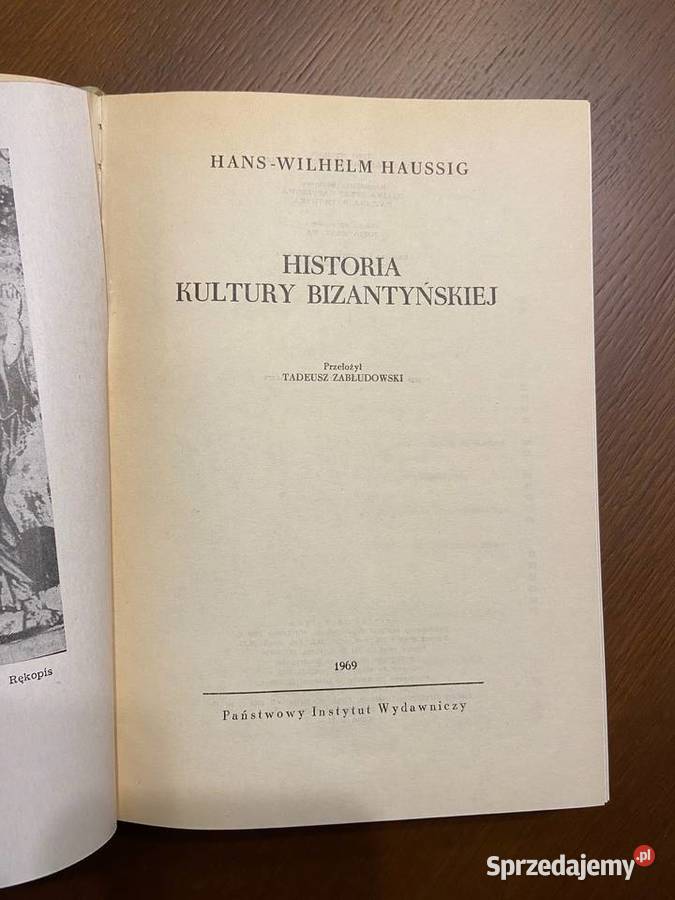 HANS-WILHELM HAUSSIG
HISTORIA
KULTURY BIZANTYŃSKIEJ
Przełożył
TADEUSZ ZABŁUDOWSKI
1969
Państwowy Instytut Wydawniczy
Rękopis
Sprzedajemy.pl